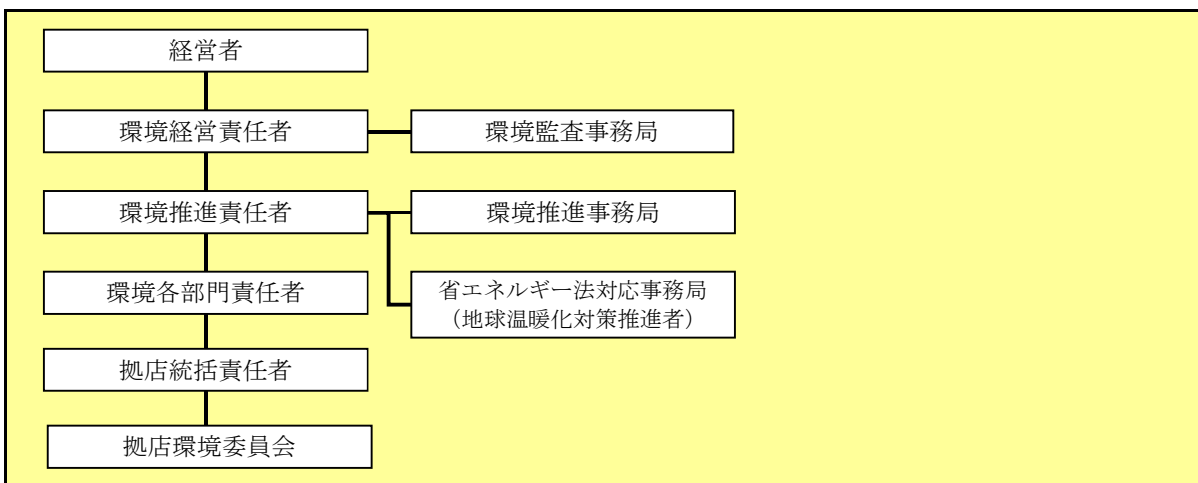 経営者
環境経営責任者
環境監査事務局
環境推進責任者
環境推進事務局
環境各部門責任者
省エネルギー法対応事務局
（地球温暖化対策推進者）
拠店統括責任者
拠店環境委員会